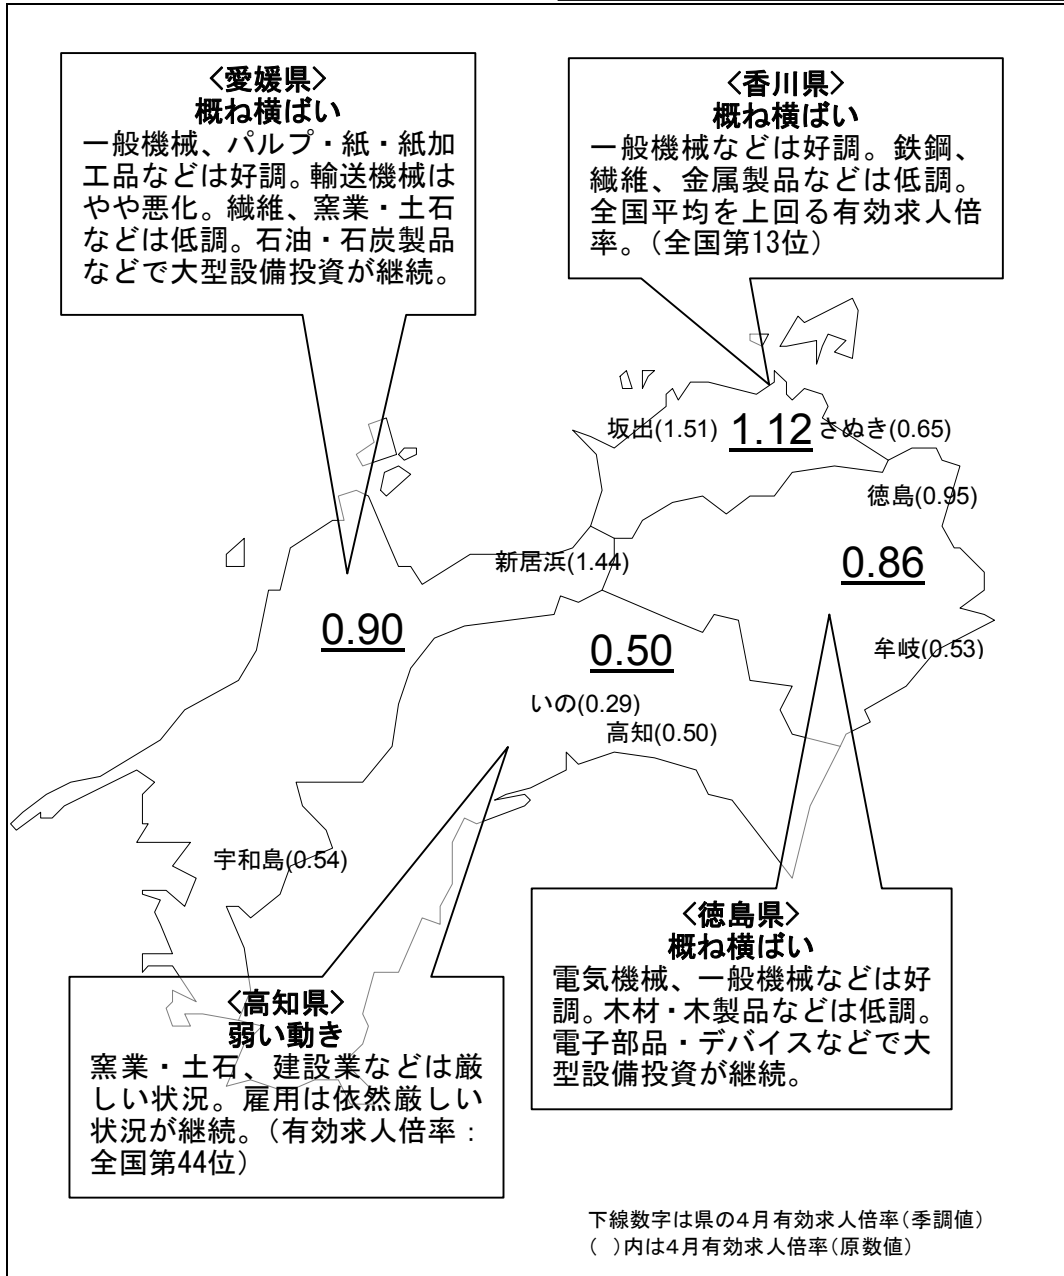 <愛媛県>
概ね横ばい
一般機械、パルプ・紙・紙加
工品などは好調。輸送機械は
やや悪化。繊維、窯業・土石
などは低調。石油・石炭製品
などで大型設備投資が継続。
<香川県>
概ね横ばい
一般機械などは好調。鉄鋼、
繊維、金属製品などは低調。
全国平均を上回る有効求人倍
率。(全国第13位)
坂出(1.51)
1.12
さぬき(0.65)
徳島(0.95)
新居浜(1.44)
0.86
0.90
0.50
牟岐(0.53)
いの(0.29)
高知(0.50)
宇和島(0.54)
<高知県>
弱い動き
窯業・土石、建設業などは厳
しい状況。雇用は依然厳しい
状況が継続。(有効求人倍率：
全国第44位)
<徳島県>
概ね横ばい
電気機械、一般機械などは好
調。木材・木製品などは低調。
電子部品・デバイスなどで大
型設備投資が継続。
下線数字は県の4月有効求人倍率(季調値)
(　)内は4月有効求人倍率(原数値)